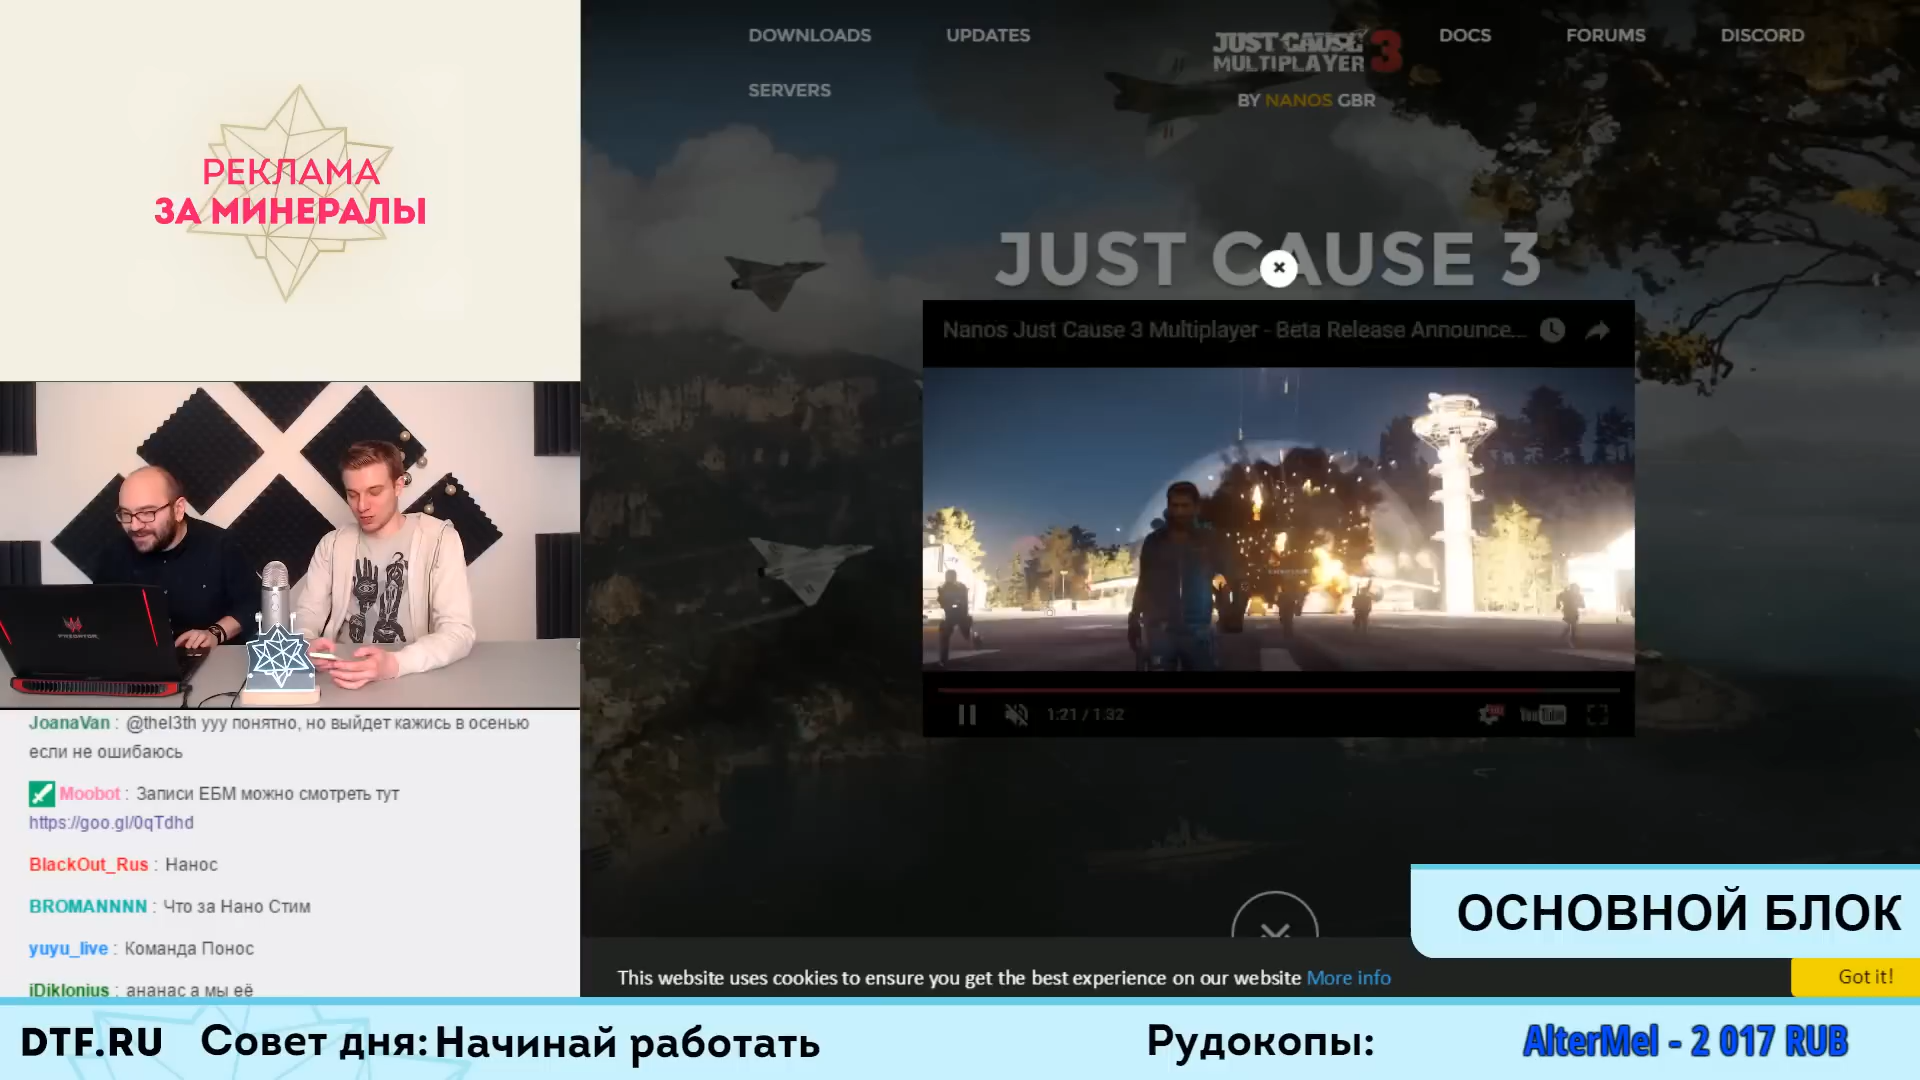 РЕКЛАМА
ЗА МИНЕРАЛЫ
DOWNLOADS
UPDATES
JUST CAUSE 3
MULTIPLAYER
BY NANOS GBR
DOCS
FORUMS
DISCORD
SERVERS
JUST CAUSE 3
Nanos Just Cause 3 Multiplayer - Beta Release Announce...
1:21 / 1:32
YouTube
PREDATOR
JoanaVan : @thel3th ууу понятно, но выйдет кажись в осенью
если не ошибаюсь
Moobot : Записи ЕБМ можно смотреть тут
https://goo.gl/0qTdhd
BlackOut_Rus : Нанос
BROMANNNN : Что за Нано Стим
yuyu_live : Команда Понос
iDiklonius : ананас а мы её
ОСНОВНОЙ БЛОК
This website uses cookies to ensure you get the best experience on our website More info
Got it!
DTF.RU
Совет дня: Начинай работать
Рудокопы:
AlterMel - 2 017 RUB